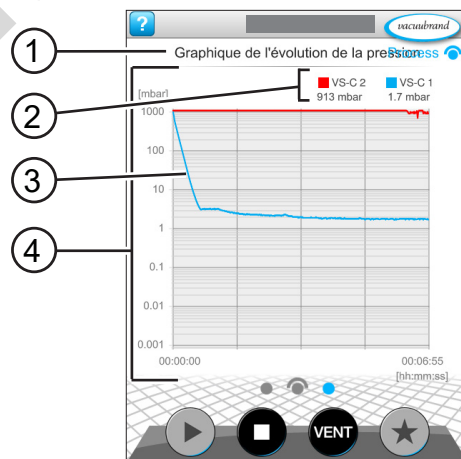 ?
vacuubrand
① Graphique de l'évolution de la pression Process
② VS-C 2 VS-C 1
913 mbar 1.7 mbar
[mbar]
1000
100
③
10
④
1
0.1
0.01
0.001
00:00:00 00:06:55
[hh:mm:ss]
VENT